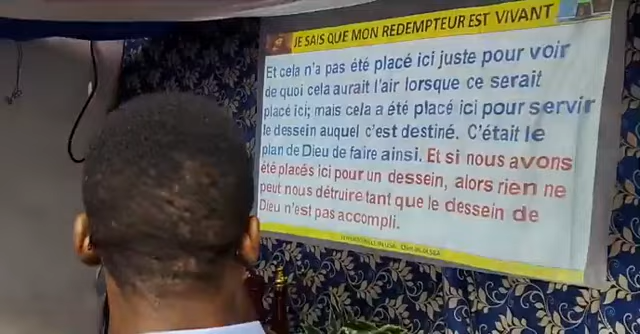 JE SAIS QUE MON REDEMPTEUR EST VIVANT
Et cela n'a pas été placé ici juste pour voir
de quoi cela aurait l'air lorsque ce serait
placé ici; mais cela a été placé ici pour servir
le dessein auquel c'est destiné. C'était le
plan de Dieu de faire ainsi. Et si nous avons
été placés ici pour un dessein, alors rien ne
peut nous détruire tant que le dessein de
Dieu n'est pas accompli.